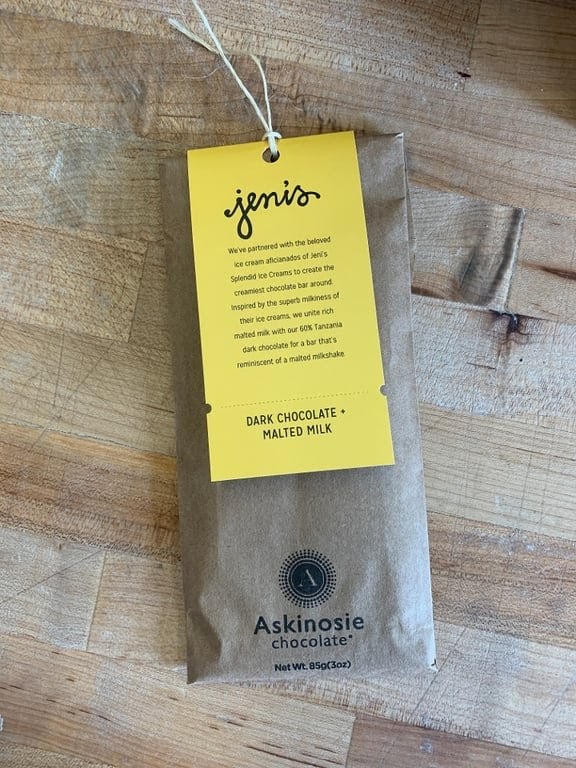 jenis
We've partnered with the beloved
ice cream aficianados of Jeni's
Splendid Ice Creams to create the
creamiest chocolate bar around.
Inspired by the superb milkiness of
their ice creams, we unite rich
malted milk with our 60% Tanzania
dark chocolate for a bar that's
reminiscent of a malted milkshake.
DARK CHOCOLATE +
MALTED MILK
A
Askinosie
chocolate®
Net Wt. 85g(3oz)